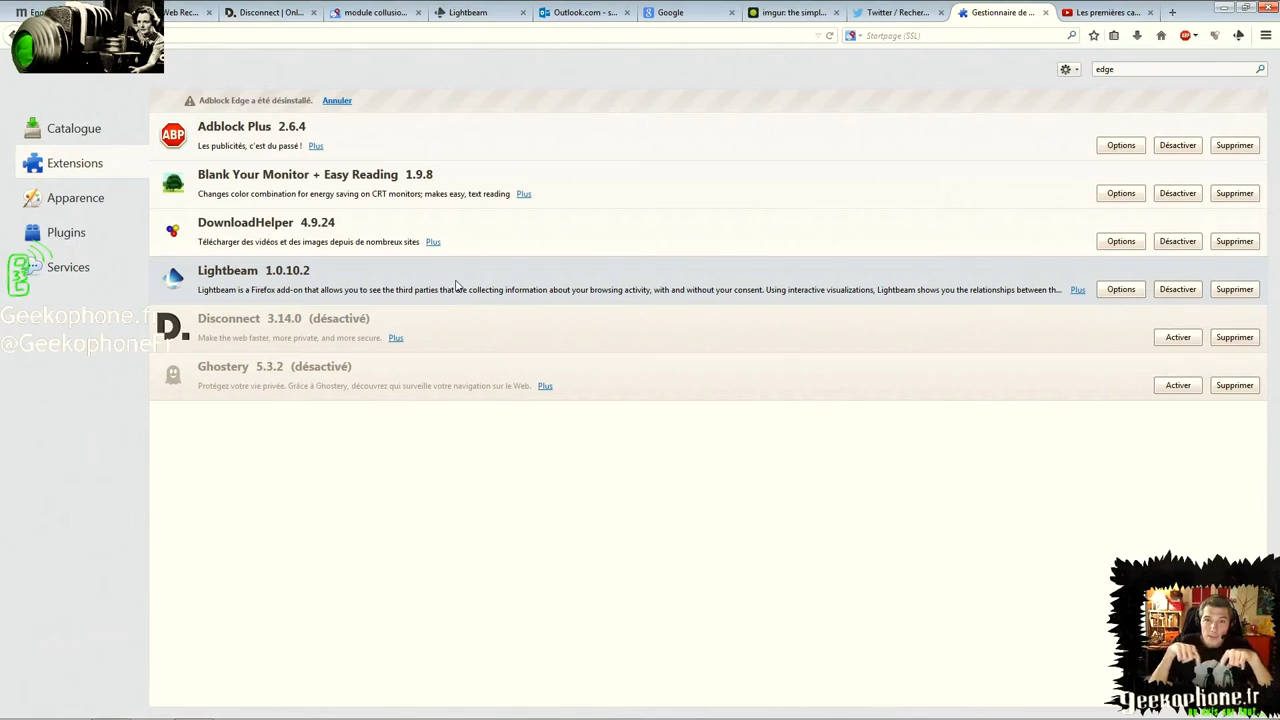 Web Rec...
Disconnect | Onl...
module collusio...
Lightbeam
Outlook.com - s...
Google
imgur: the simpl...
Twitter / Recher...
Gestionnaire de ...
Les premières ca...
Startpage (SSL)
edge
Adblock Edge a été désinstallé. Annuler
Catalogue
Extensions
Apparence
Plugins
Services
Geekophone.fr
@GeekophoneFr
ABP
Adblock Plus 2.6.4
Les publicités, c'est du passé ! Plus
Options Désactiver Supprimer
Blank Your Monitor + Easy Reading 1.9.8
Changes color combination for energy saving on CRT monitors; makes easy, text reading Plus
Options Désactiver Supprimer
DownloadHelper 4.9.24
Télécharger des vidéos et des images depuis de nombreux sites Plus
Options Désactiver Supprimer
Lightbeam 1.0.10.2
Lightbeam is a Firefox add-on that allows you to see the third parties that are collecting information about your browsing activity, with and without your consent. Using interactive visualizations, Lightbeam shows you the relationships between th... Plus
Options Désactiver Supprimer
D.
Disconnect 3.14.0 (désactivé)
Make the web faster, more private, and more secure. Plus
Activer Supprimer
Ghostery 5.3.2 (désactivé)
Protégez votre vie privée. Grâce à Ghostery, découvrez qui surveille votre navigation sur le Web. Plus
Activer Supprimer
geekophone.fr